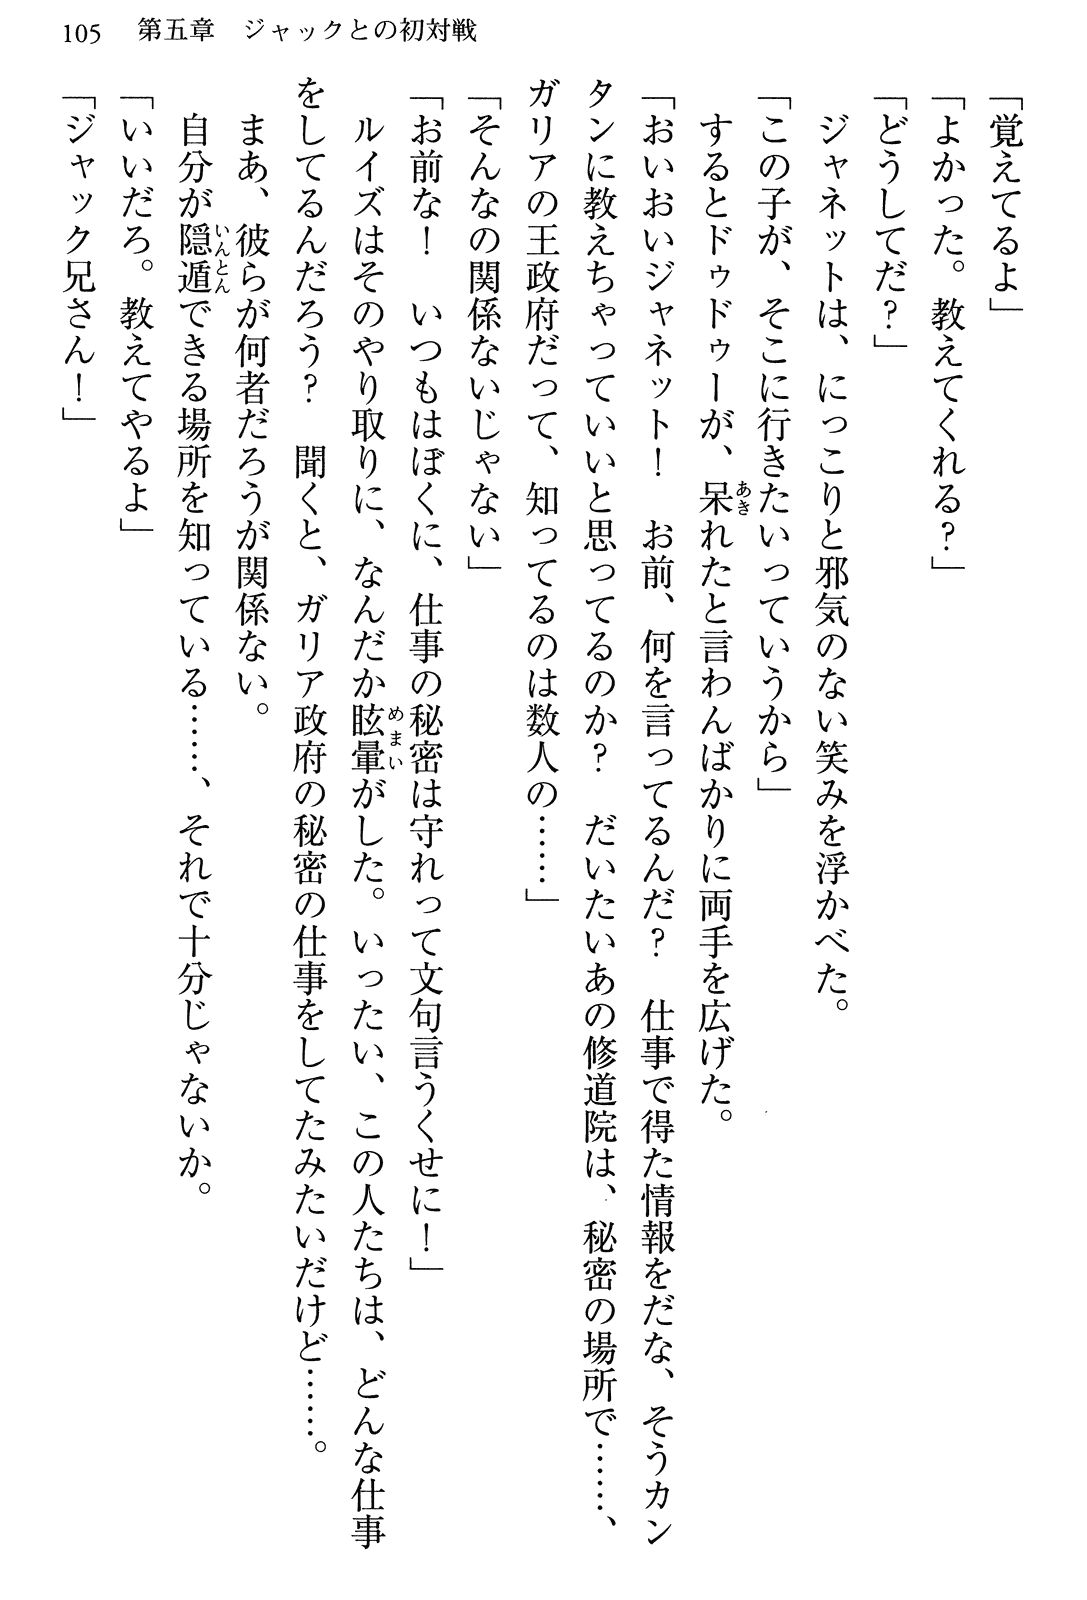 105　第五章　ジャックとの初対戦
「覚えてるよ」
「よかった。教えてくれる？」
「どうしてだ？」
　ジャネットは、にっこりと邪気のない笑みを浮かべた。
「この子が、そこに行きたいっていうから」
　するとドゥドゥーが、呆れたと言わんばかりに両手を広げた。
「おいおいジャネット！　お前、何を言ってるんだ？　仕事で得た情報をだな、そうカン
タンに教えちゃっていいと思ってるのか？　だいたいあの修道院は、秘密の場所で……、
ガリアの王政府だって、知ってるのは数人の……」
「そんなの関係ないじゃない」
「お前な！　いつもはぼくに、仕事の秘密は守れって文句言うくせに！」
　ルイズはそのやり取りに、なんだか眩暈がした。いったい、この人たちは、どんな仕事
をしてるんだろう？　聞くと、ガリア政府の秘密の仕事をしてたみたいだけど……。
　まあ、彼らが何者だろうが関係ない。
　自分が隠遁できる場所を知っている……、それで十分じゃないか。
「いいだろ。教えてやるよ」
「ジャック兄さん！」